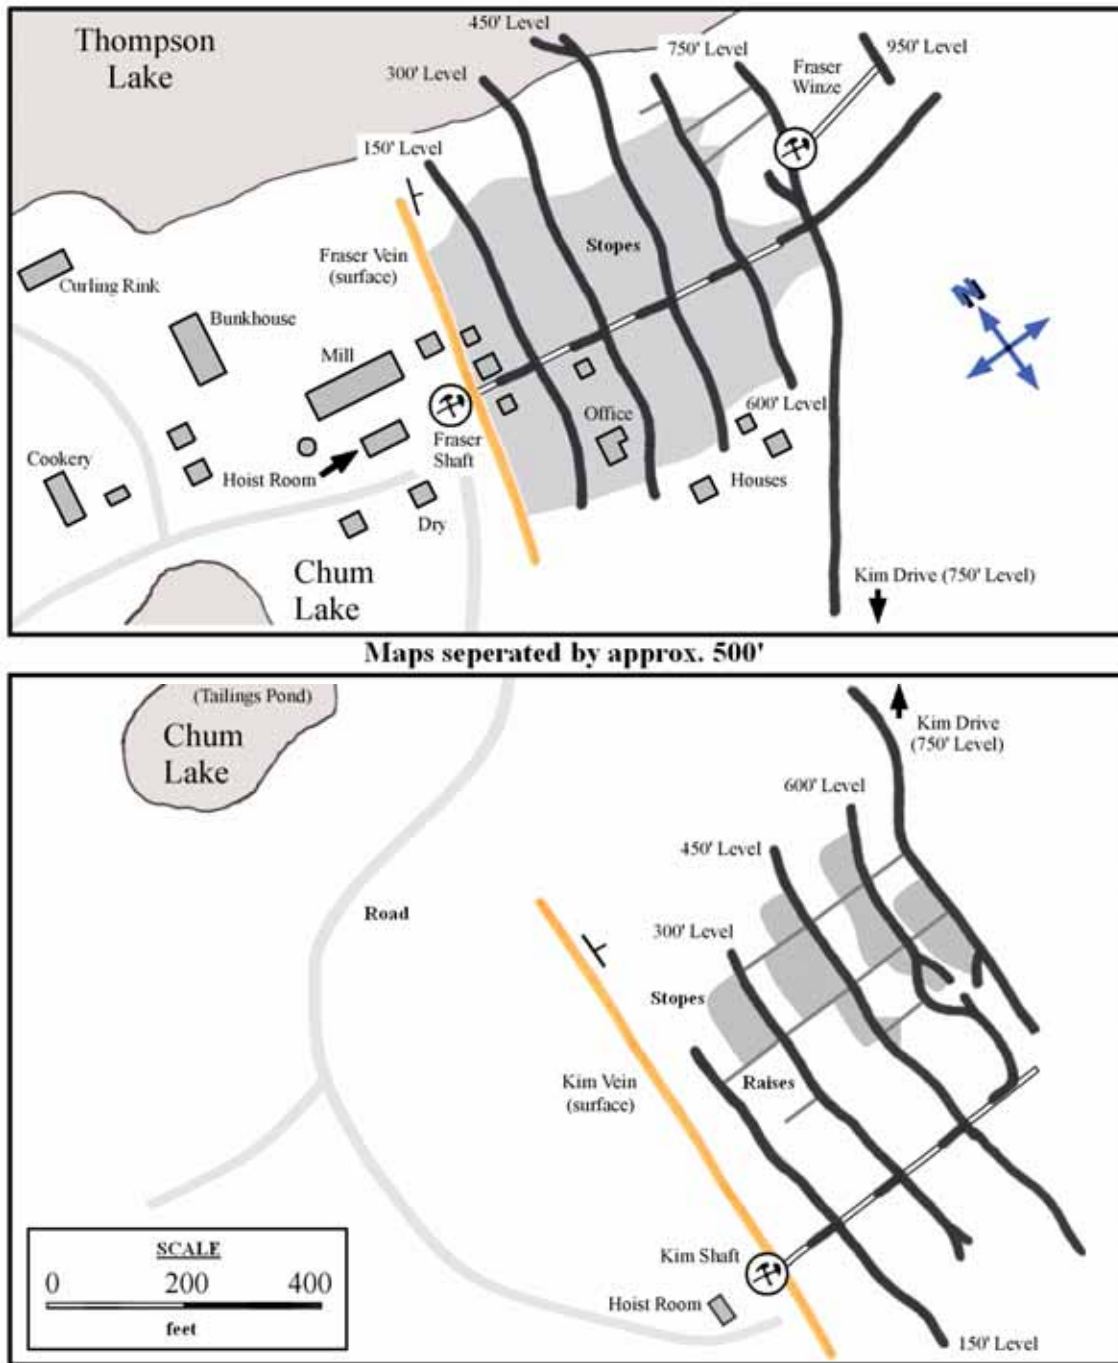 Thompson
Lake
450' Level
300' Level
150' Level
750' Level
950' Level
Fraser
Winze
Stopes
Fraser Vein
(surface)
N
Curling Rink
Bunkhouse
Mill
600' Level
Office
Fraser
Shaft
Cookery
Hoist Room
Houses
Dry
Chum
Lake
Kim Drive (750' Level)
Maps seperated by approx. 500'
(Tailings Pond)
Chum
Lake
Kim Drive
(750' Level)
600' Level
450' Level
Road
300' Level
Stopes
Kim Vein
(surface)
Raises
Kim Shaft
Hoist Room
150' Level
SCALE
0 200 400
feet